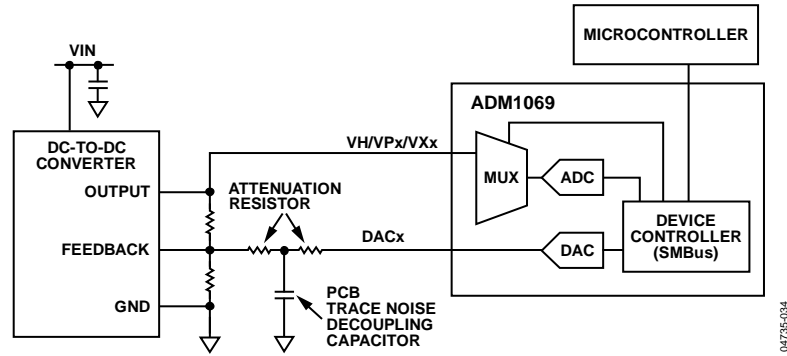 MICROCONTROLLER
VIN
ADM1069
DC-TO-DC
CONVERTER
VH/VPx/VXx
MUX
ADC
OUTPUT
ATTENUATION
RESISTOR
DEVICE
CONTROLLER
(SMBus)
FEEDBACK
DACx
DAC
GND
PCB
TRACE NOISE
DECOUPLING
CAPACITOR
04735-034